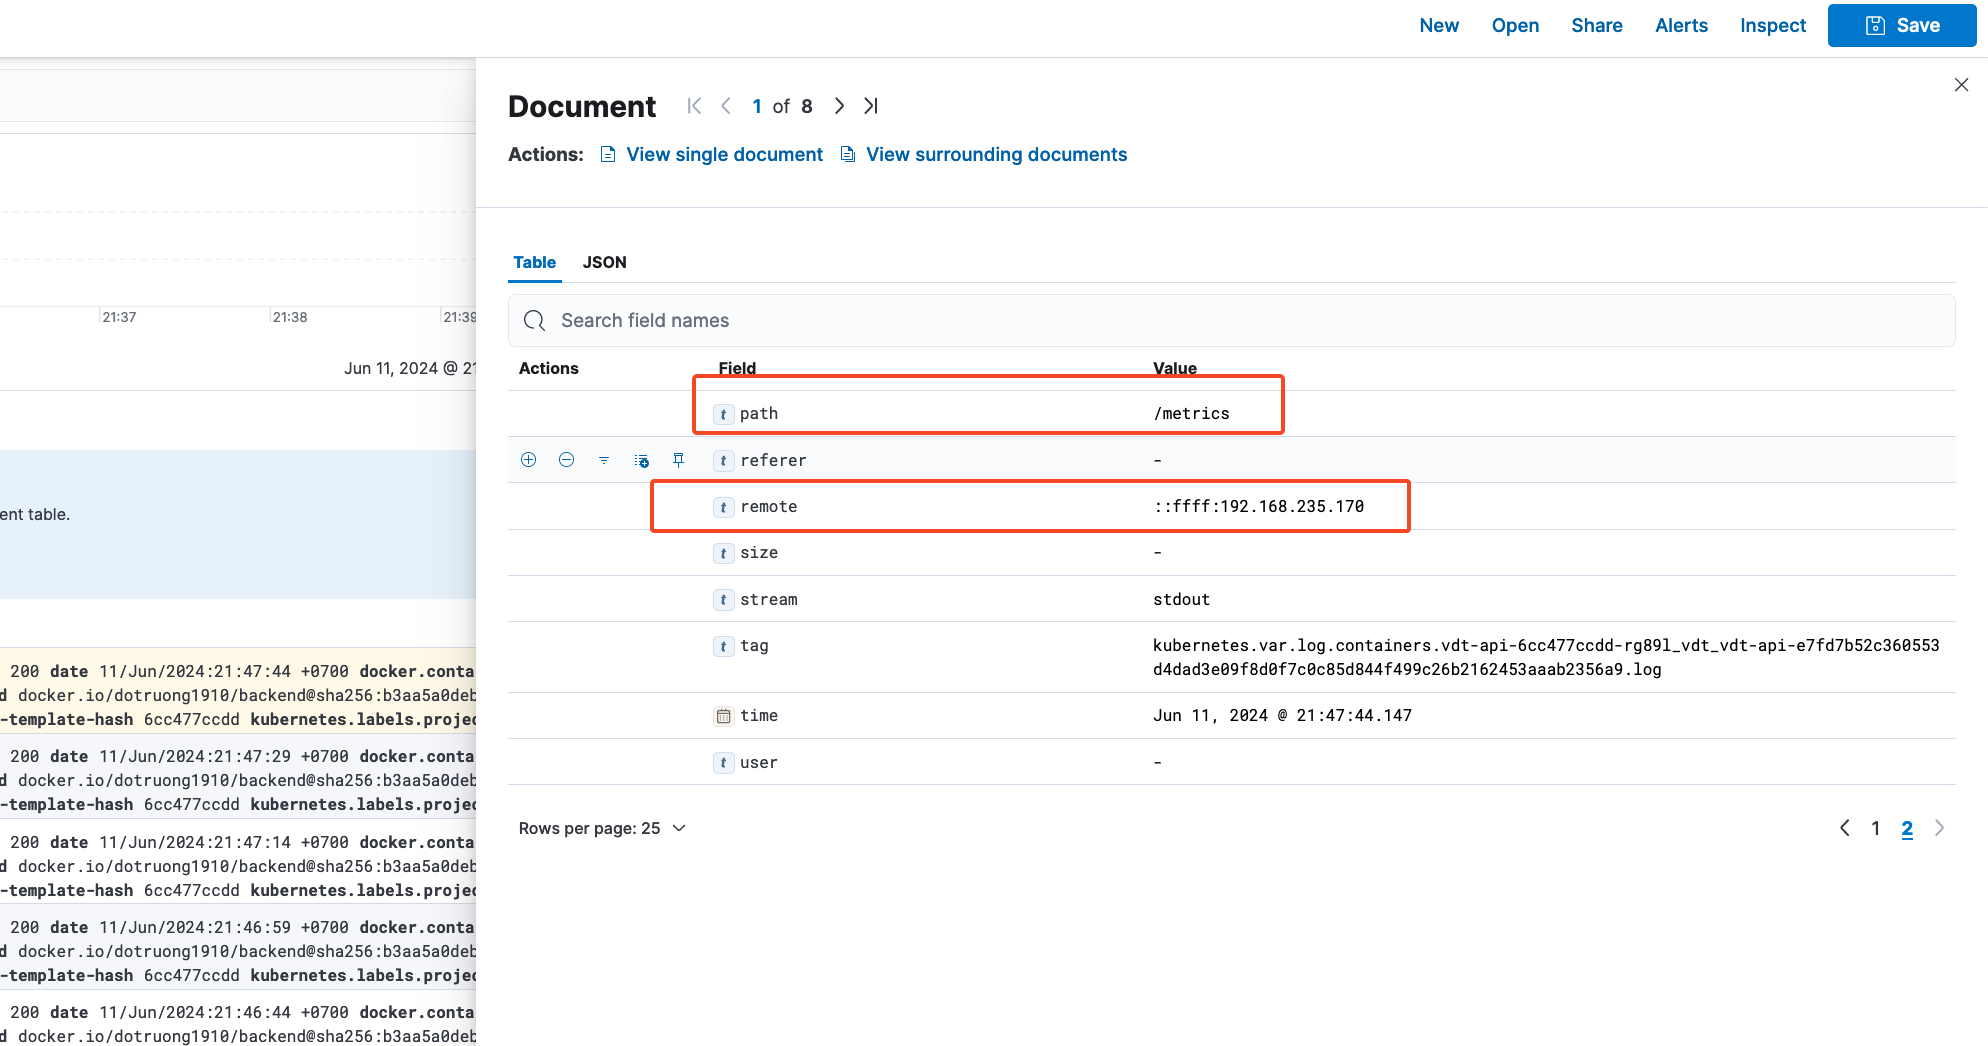 New Open Share Alerts Inspect Save
Document 1 of 8
Actions: View single document View surrounding documents
Table JSON
Search field names
21:37 21:38 21:39
Jun 11, 2024 @ 21
Actions Field Value
t path /metrics
t referer -
ent table.
t remote ::ffff:192.168.235.170
t size -
t stream stdout
t tag kubernetes.var.log.containers.vdt-api-6cc477ccdd-rg89l_vdt_vdt-api-e7fd7b52c360553
d4dad3e09f8d0f7c0c85d844f499c26b2162453aaab2356a9.log
time Jun 11, 2024 @ 21:47:44.147
t user -
Rows per page: 25
1 2
200 date 11/Jun/2024:21:47:44 +0700 docker.conta
d docker.io/dotruong1910/backend@sha256:b3aa5a0deb
-template-hash 6cc477ccdd kubernetes.labels.projec
200 date 11/Jun/2024:21:47:29 +0700 docker.conta
d docker.io/dotruong1910/backend@sha256:b3aa5a0deb
-template-hash 6cc477ccdd kubernetes.labels.projec
200 date 11/Jun/2024:21:47:14 +0700 docker.conta
d docker.io/dotruong1910/backend@sha256:b3aa5a0deb
-template-hash 6cc477ccdd kubernetes.labels.projec
200 date 11/Jun/2024:21:46:59 +0700 docker.conta
d docker.io/dotruong1910/backend@sha256:b3aa5a0deb
-template-hash 6cc477ccdd kubernetes.labels.projec
200 date 11/Jun/2024:21:46:44 +0700 docker.conta
d docker.io/dotruong1910/backend@sha256:b3aa5a0deb